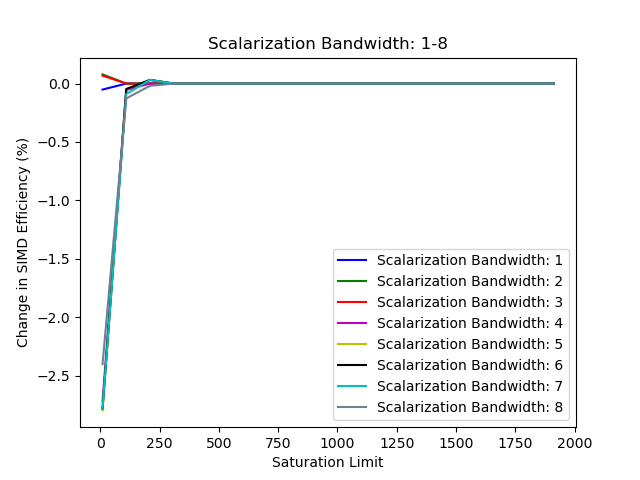 Scalarization Bandwidth: 1-8
Change in SIMD Efficiency (%)
0.0
−0.5
−1.0
−1.5
−2.0
−2.5
Scalarization Bandwidth: 1
Scalarization Bandwidth: 2
Scalarization Bandwidth: 3
Scalarization Bandwidth: 4
Scalarization Bandwidth: 5
Scalarization Bandwidth: 6
Scalarization Bandwidth: 7
Scalarization Bandwidth: 8
0 250 500 750 1000 1250 1500 1750 2000
Saturation Limit